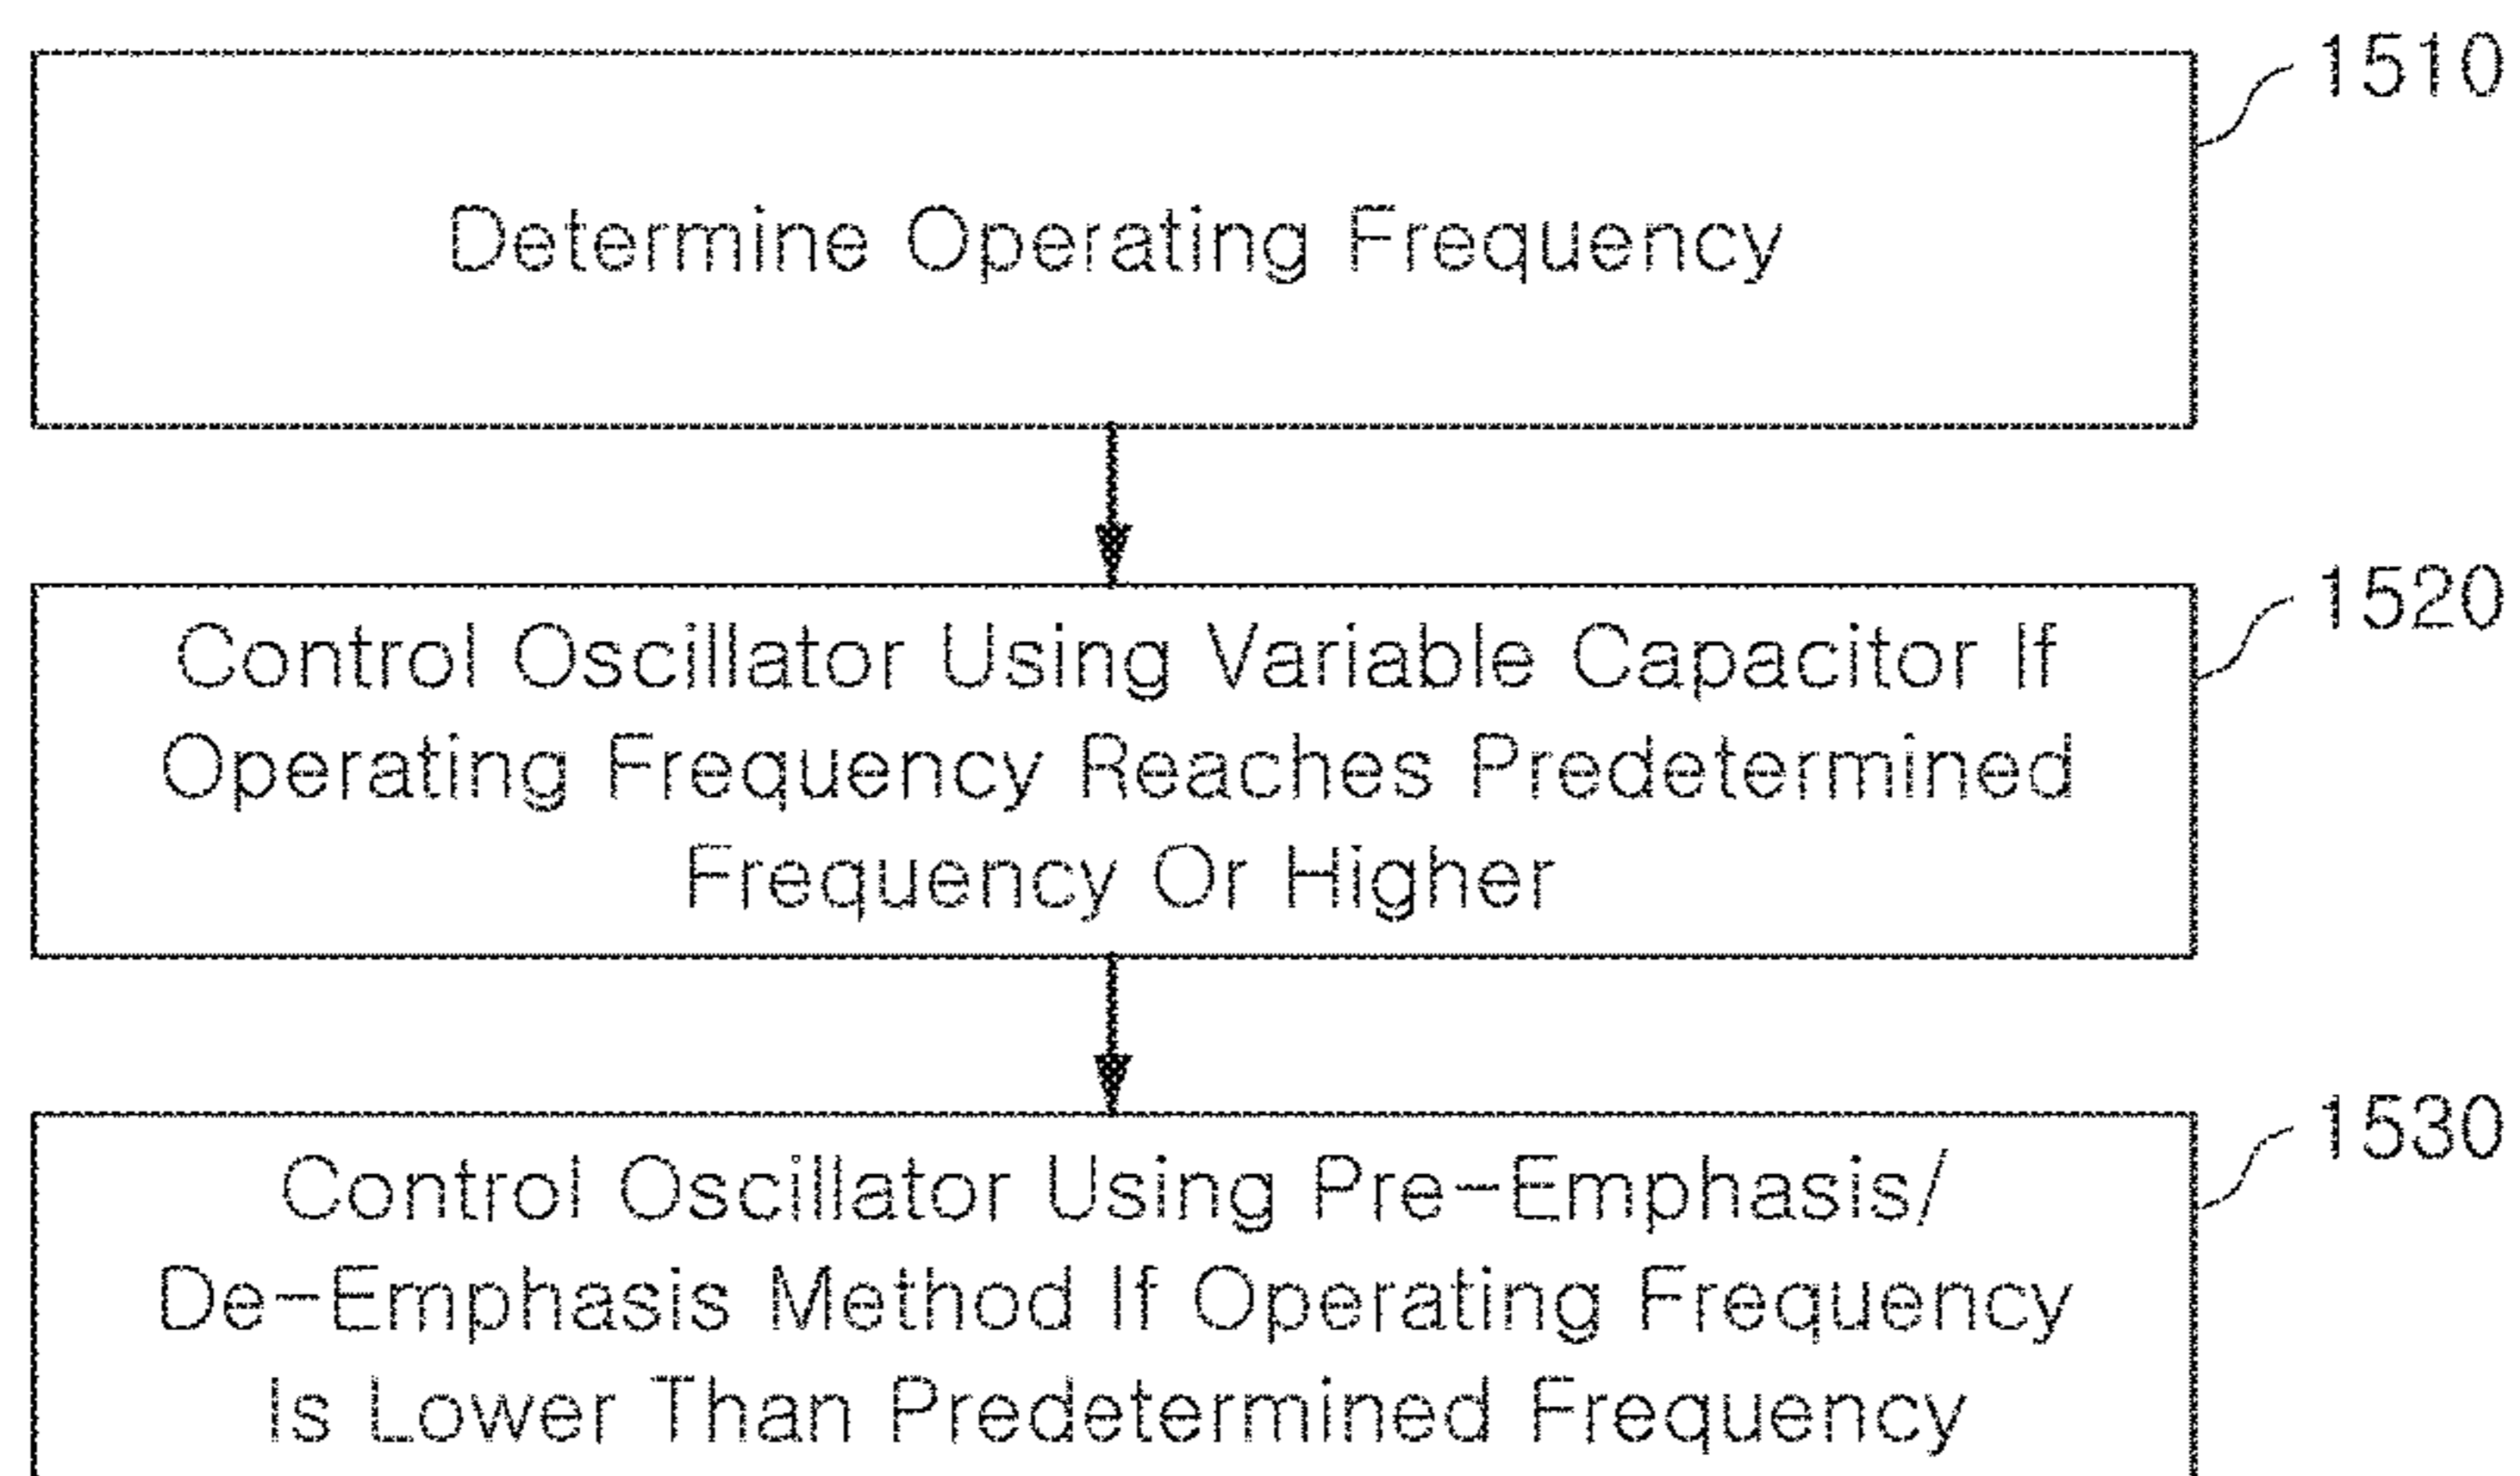 1510
Determine Operating Frequency
1520
Control Oscillator Using Variable Capacitor If
Operating Frequency Reaches Predetermined
Frequency Or Higher
1530
Control Oscillator Using Pre-Emphasis/
De-Emphasis Method If Operating Frequency
Is Lower Than Predetermined Frequency